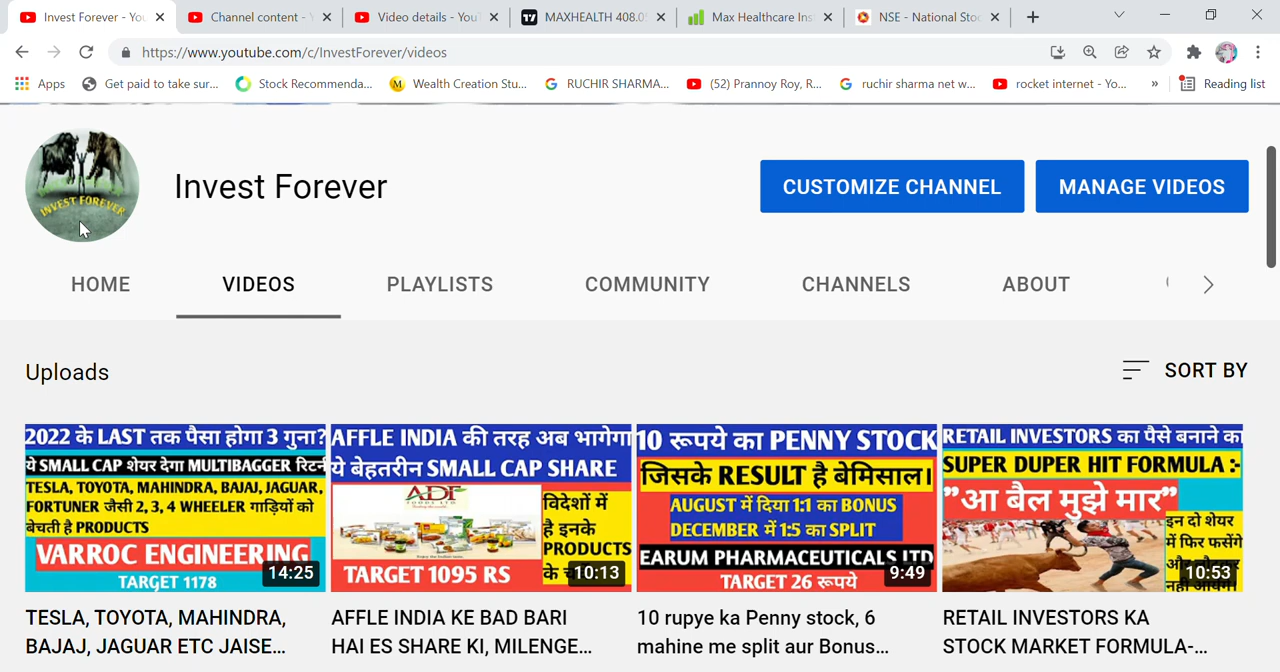 Invest Forever - You
Channel content - Y
Video details - YouT
MAXHEALTH 408.0
Max Healthcare Ins
NSE - National Stoc
https://www.youtube.com/c/InvestForever/videos
Apps
Get paid to take sur...
Stock Recommenda...
Wealth Creation Stu...
RUCHIR SHARMA...
(52) Prannoy Roy, R...
ruchir sharma net w...
rocket internet - Yo...
»
Reading list
INVEST FOREVER
Invest Forever
CUSTOMIZE CHANNEL
MANAGE VIDEOS
HOME
VIDEOS
PLAYLISTS
COMMUNITY
CHANNELS
ABOUT
Uploads
SORT BY
2022 के LAST तक पैसा होगा 3 गुना?
ये SMALL CAP शेयर देगा MULTIBAGGER रिटर्न
TESLA, TOYOTA, MAHINDRA, BAJAJ, JAGUAR,
FORTUNER जैसी 2, 3, 4 WHEELER गाड़ियों को
बेचती है PRODUCTS
VARROC ENGINEERING
TARGET 1178
14:25
TESLA, TOYOTA, MAHINDRA,
BAJAJ, JAGUAR ETC JAISE...
AFFLE INDIA की तरह अब भागेगा
ये बेहतरीन SMALL CAP SHARE
ADF
विदेशों में
है इनके
PRODUCTS
के
TARGET 1095 RS
10:13
AFFLE INDIA KE BAD BARI
HAI ES SHARE KI, MILENGE...
10 रूपये का PENNY STOCK
जिसके RESULT है बेमिसाल।
AUGUST में दिया 1:1 का BONUS
DECEMBER में 1:5 का SPLIT
EARUM PHARMACEUTICALS LTD
TARGET 26 रूपये
9:49
10 rupye ka Penny stock, 6
mahine me split aur Bonus...
RETAIL INVESTORS का पैसे बनाने का
SUPER DUPER HIT FORMULA :-
"आ बैल मुझे मार"
इन दो शेयर
में फिर फसेंगे
नही आयेंगे।
10:53
RETAIL INVESTORS KA
STOCK MARKET FORMULA-...